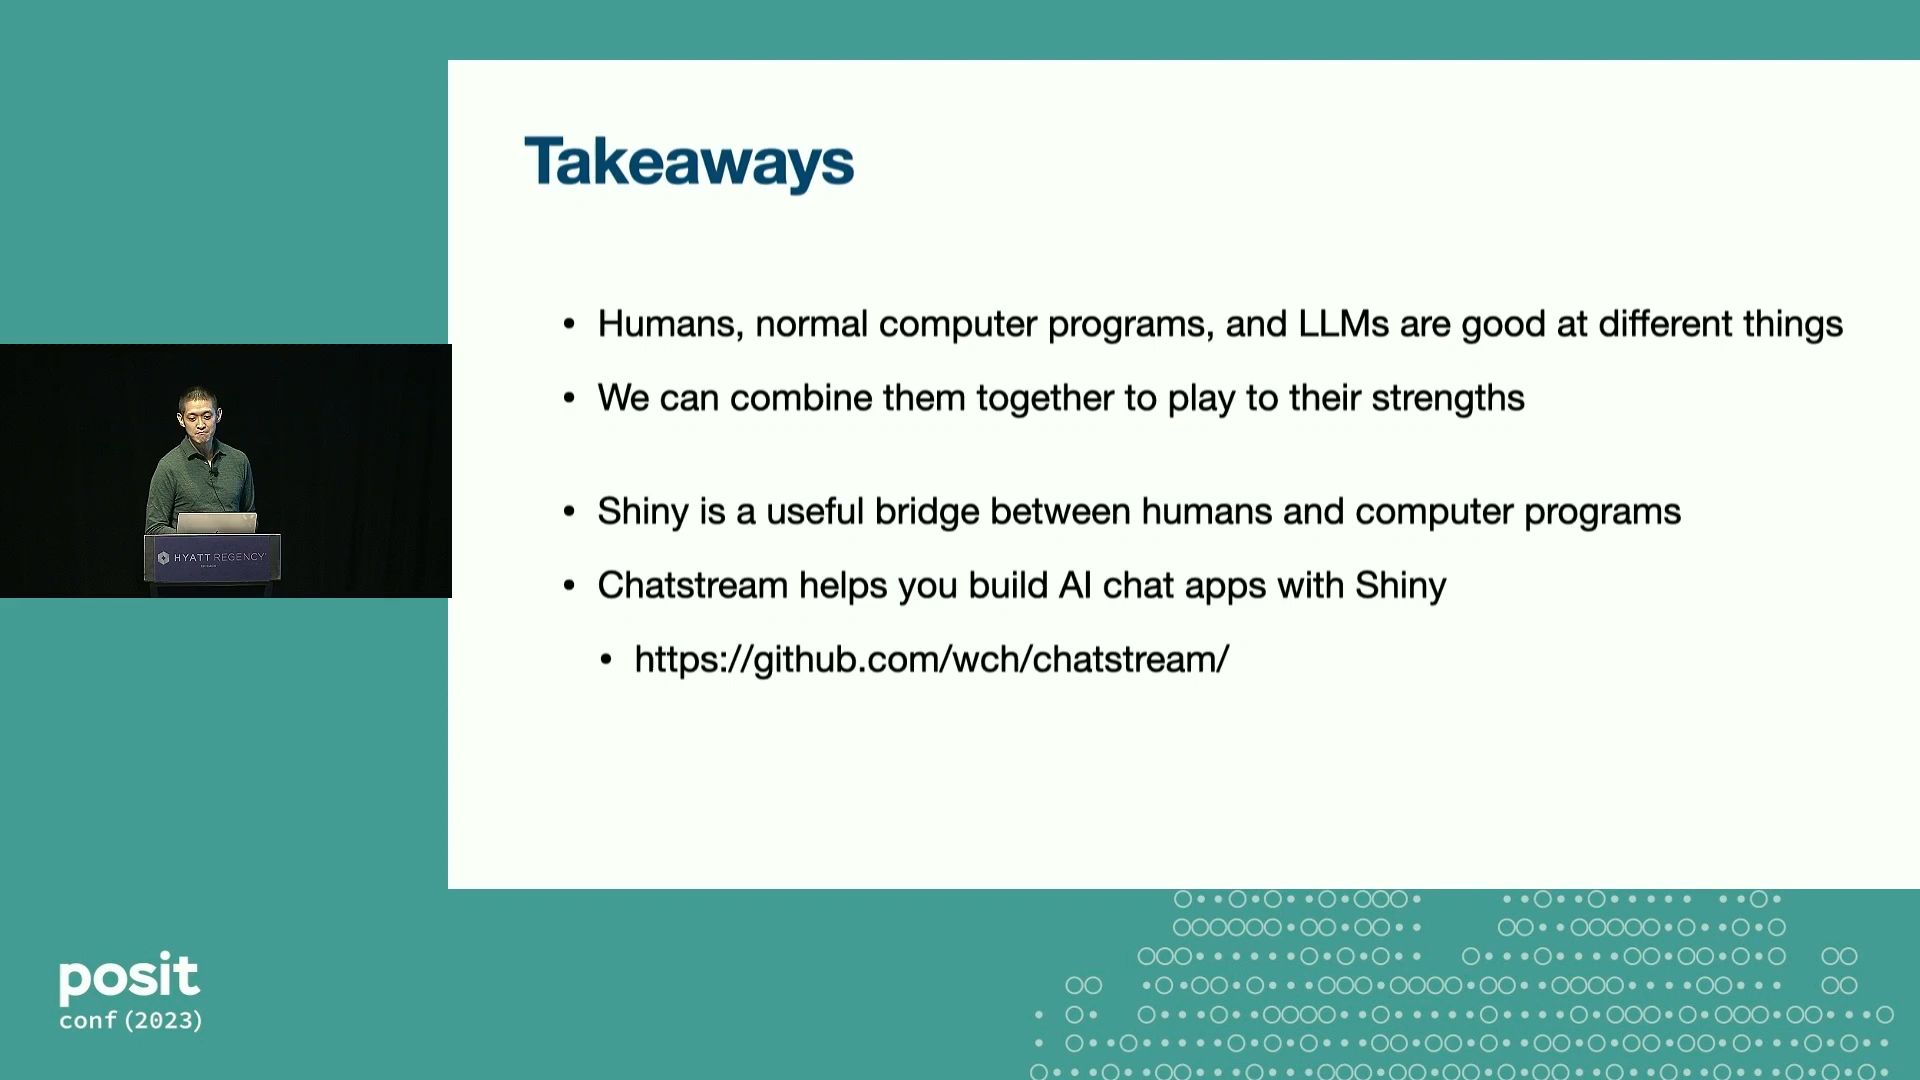 Takeaways
• Humans, normal computer programs, and LLMs are good at different things
• We can combine them together to play to their strengths
• Shiny is a useful bridge between humans and computer programs
• Chatstream helps you build AI chat apps with Shiny
• https://github.com/wch/chatstream/
HYATT REGENCY
posit
conf(2023)